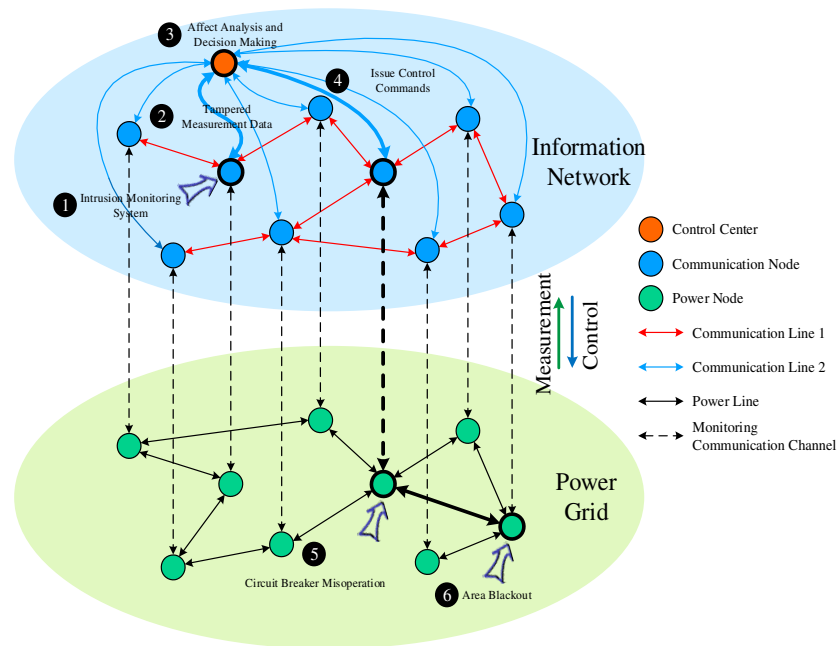 3
Affect Analysis and
Decision Making
4
Issue Control
Commands
2
Tampered
Measurement Data
Information
Network
1
Intrusion Monitoring
System
Control Center
Communication Node
Power Node
Measurement
Control
Communication Line 1
Communication Line 2
Power Line
Monitoring
Communication Channel
Power
Grid
5
Circuit Breaker Misoperation
6
Area Blackout